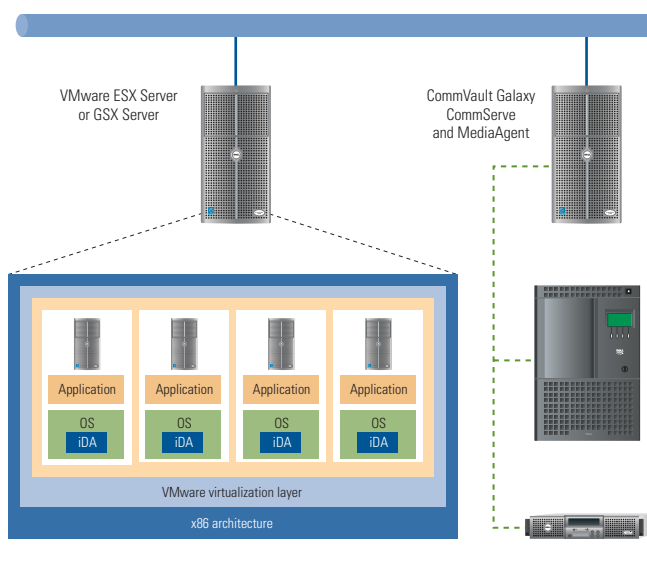 VMware ESX Server
or GSX Server
CommVault Galaxy
CommServe
and MediaAgent
Application
Application
Application
Application
OS
OS
OS
OS
iDA
iDA
iDA
iDA
VMware virtualization layer
x86 architecture